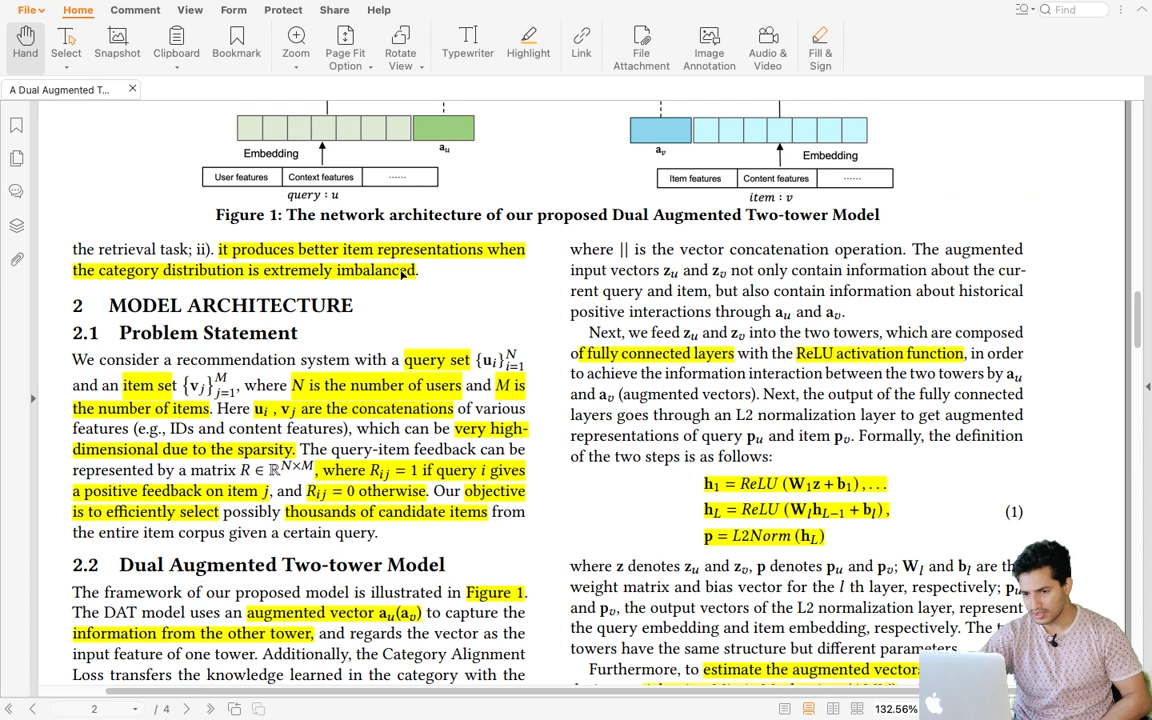 File Home Comment View Form Protect Share Help
Find
Hand Select Snapshot Clipboard Bookmark Zoom Page Fit Option Rotate View Typewriter Highlight Link File Attachment Image Annotation Audio & Video Fill & Sign
A Dual Augmented T...
a_u
Embedding
User features Context features ......
query : u
a_v
Embedding
Item features Content features ......
item : v
Figure 1: The network architecture of our proposed Dual Augmented Two-tower Model
the retrieval task; ii). it produces better item representations when
the category distribution is extremely imbalanced.
2 MODEL ARCHITECTURE
2.1 Problem Statement
We consider a recommendation system with a query set {u_i}_{i=1}^N
and an item set {v_j}_{j=1}^M, where N is the number of users and M is
the number of items. Here u_i , v_j are the concatenations of various
features (e.g., IDs and content features), which can be very high-
dimensional due to the sparsity. The query-item feedback can be
represented by a matrix R ∈ ℝ^{N×M}, where R_{ij} = 1 if query i gives
a positive feedback on item j, and R_{ij} = 0 otherwise. Our objective
is to efficiently select possibly thousands of candidate items from
the entire item corpus given a certain query.
2.2 Dual Augmented Two-tower Model
The framework of our proposed model is illustrated in Figure 1.
The DAT model uses an augmented vector a_u(a_v) to capture the
information from the other tower, and regards the vector as the
input feature of one tower. Additionally, the Category Alignment
Loss transfers the knowledge learned in the category with the
where || is the vector concatenation operation. The augmented
input vectors z_u and z_v not only contain information about the cur-
rent query and item, but also contain information about historical
positive interactions through a_u and a_v.
Next, we feed z_u and z_v into the two towers, which are composed
of fully connected layers with the ReLU activation function, in order
to achieve the information interaction between the two towers by a_u
and a_v (augmented vectors). Next, the output of the fully connected
layers goes through an L2 normalization layer to get augmented
representations of query p_u and item p_v. Formally, the definition
of the two steps is as follows:
h_1 = ReLU (W_1z + b_1) , . . .
h_L = ReLU (W_lh_{L−1} + b_l) , (1)
p = L2Norm (h_L)
where z denotes z_u and z_v, p denotes p_u and p_v; W_l and b_l are
weight matrix and bias vector for the l th layer, respectively;
and p_v, the output vectors of the L2 normalization layer, represent
the query embedding and item embedding, respectively. The
towers have the same structure but different parameters.
Furthermore, to estimate the augmented vector
2 / 4 132.56%